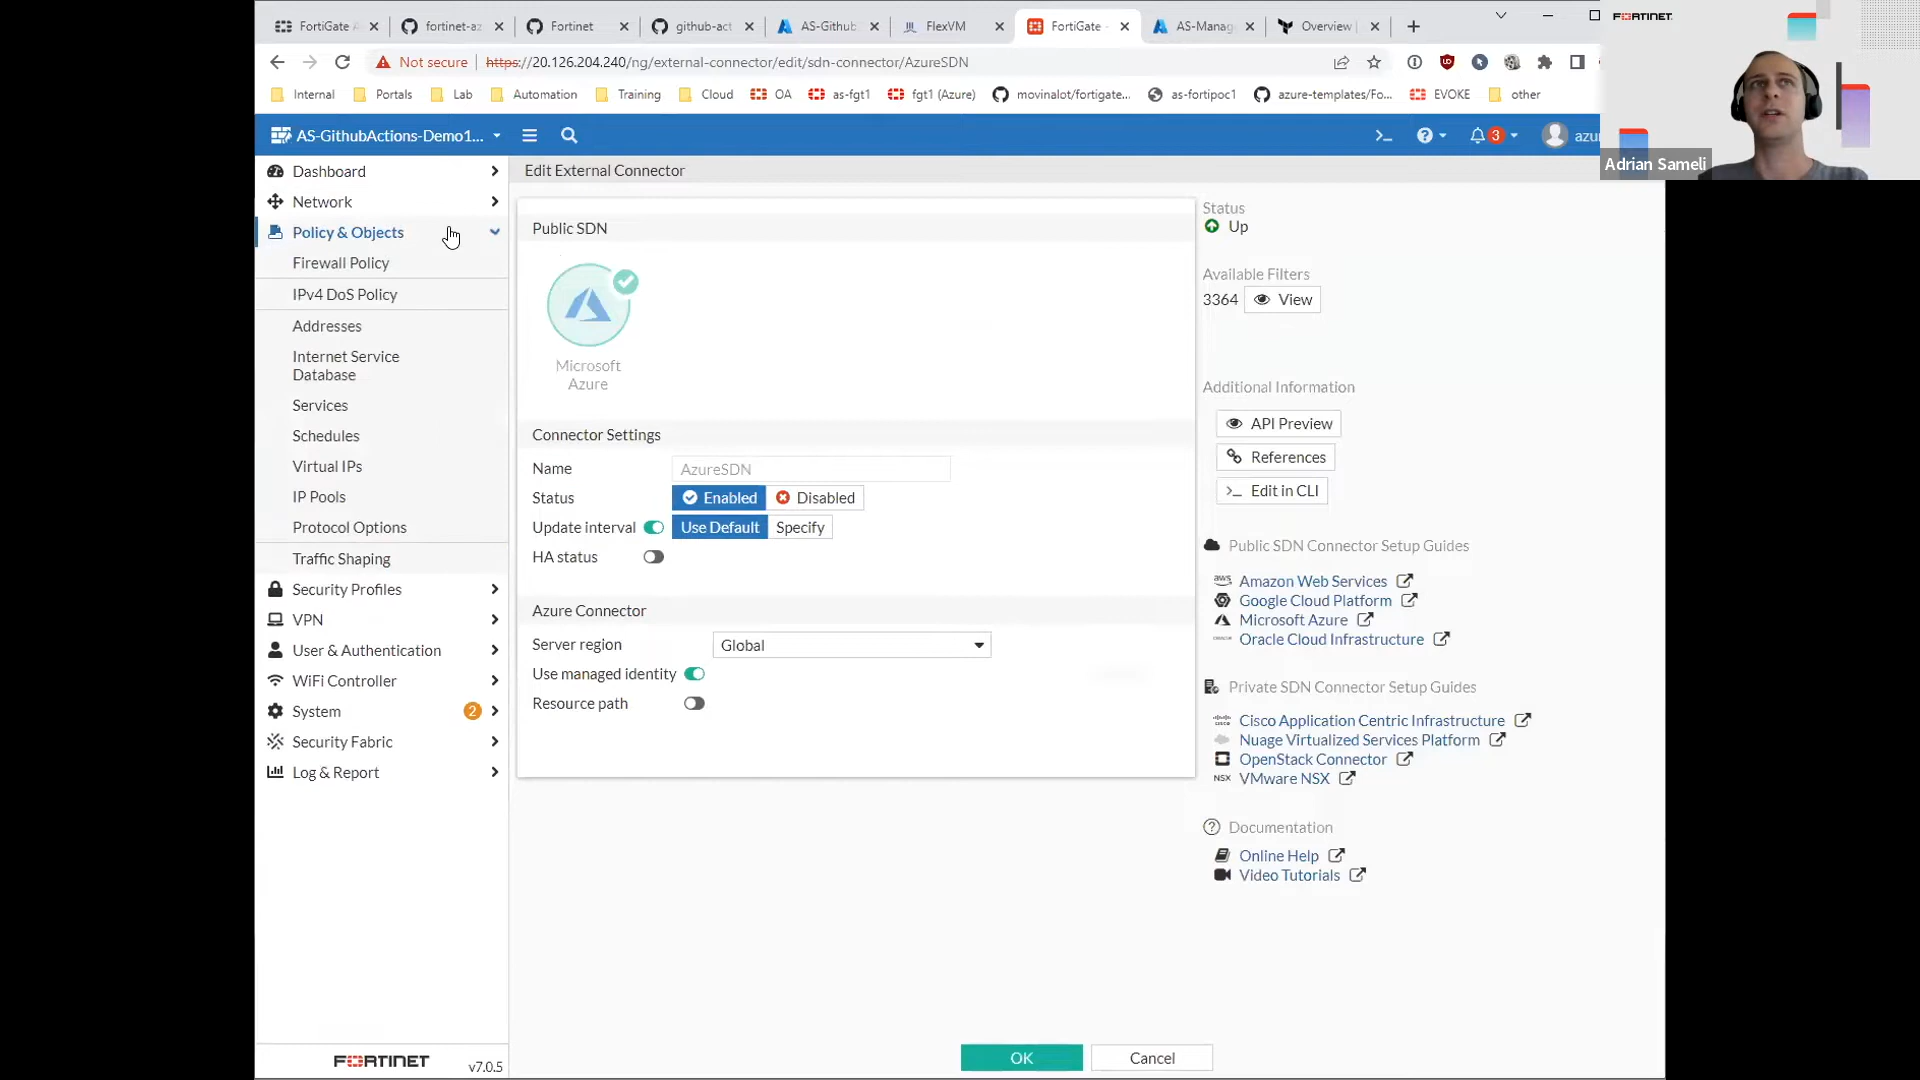 FortiGate A
fortinet-az
Fortinet
github-act
AS-Github
FlexVM
FortiGate -
AS-Manag
Overview |
FORTINET
Not secure
https://20.126.204.240/ng/external-connector/edit/sdn-connector/AzureSDN
Internal
Portals
Lab
Automation
Training
Cloud
OA
as-fgt1
fgt1 (Azure)
movinalot/fortigate...
as-fortipoc1
azure-templates/Fo...
EVOKE
other
AS-GithubActions-Demo1...
3
azu
Adrian Sameli
Dashboard
Network
Policy & Objects
Firewall Policy
IPv4 DoS Policy
Addresses
Internet Service
Database
Services
Schedules
Virtual IPs
IP Pools
Protocol Options
Traffic Shaping
Security Profiles
VPN
User & Authentication
WiFi Controller
System
2
Security Fabric
Log & Report
FORTINET
v7.0.5
Edit External Connector
Public SDN
Microsoft
Azure
Connector Settings
Name
AzureSDN
Status
Enabled
Disabled
Update interval
Use Default
Specify
HA status
Azure Connector
Server region
Global
Use managed identity
Resource path
OK
Cancel
Status
Up
Available Filters
3364
View
Additional Information
API Preview
References
>_ Edit in CLI
Public SDN Connector Setup Guides
aws Amazon Web Services
Google Cloud Platform
Microsoft Azure
Oracle Cloud Infrastructure
Private SDN Connector Setup Guides
Cisco Application Centric Infrastructure
Nuage Virtualized Services Platform
OpenStack Connector
NSX VMware NSX
Documentation
Online Help
Video Tutorials